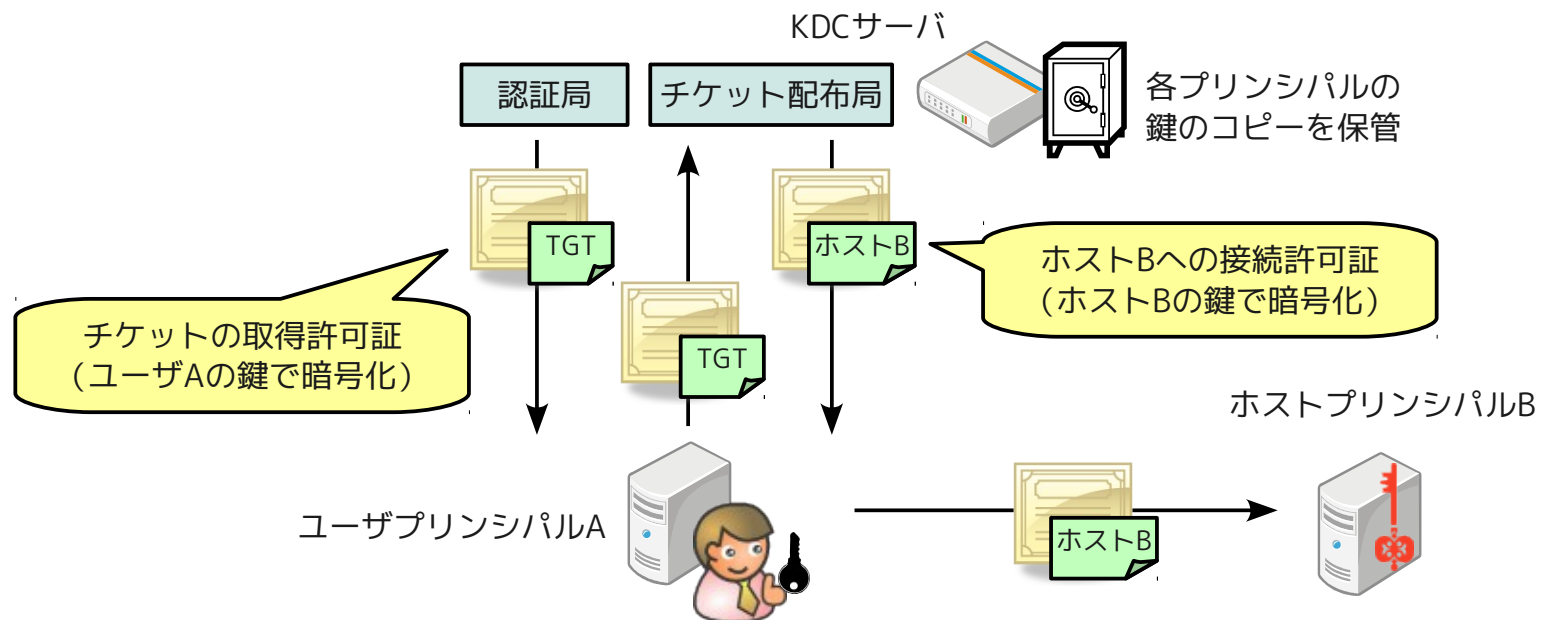 KDCサーバ
認証局
チケット配布局
各プリンシパルの
鍵のコピーを保管
TGT
ホストB
ホストBへの接続許可証
(ホストBの鍵で暗号化)
チケットの取得許可証
(ユーザAの鍵で暗号化)
TGT
ホストプリンシパルB
ユーザプリンシパルA
ホストB